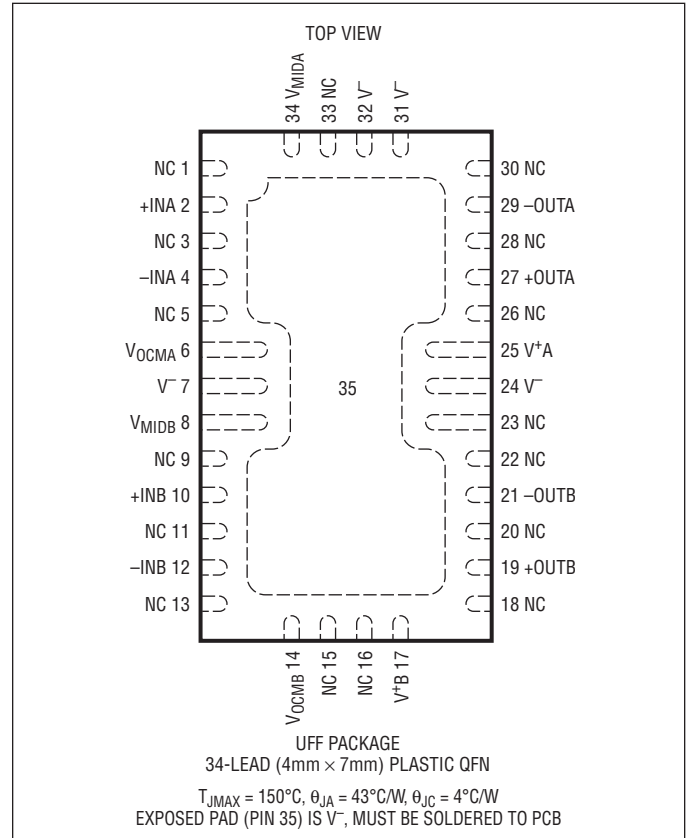 TOP VIEW
34 VMIDA
33 NC
32 V–
31 V–
NC 1
+INA 2
NC 3
–INA 4
NC 5
VOCMA 6
V– 7
VMIDB 8
NC 9
+INB 10
NC 11
–INB 12
NC 13
35
30 NC
29 –OUTA
28 NC
27 +OUTA
26 NC
25 V+A
24 V–
23 NC
22 NC
21 –OUTB
20 NC
19 +OUTB
18 NC
VOCMB 14
NC 15
NC 16
V+B 17
UFF PACKAGE
34-LEAD (4mm × 7mm) PLASTIC QFN
TJMAX = 150°C, θJA = 43°C/W, θJC = 4°C/W
EXPOSED PAD (PIN 35) IS V–, MUST BE SOLDERED TO PCB